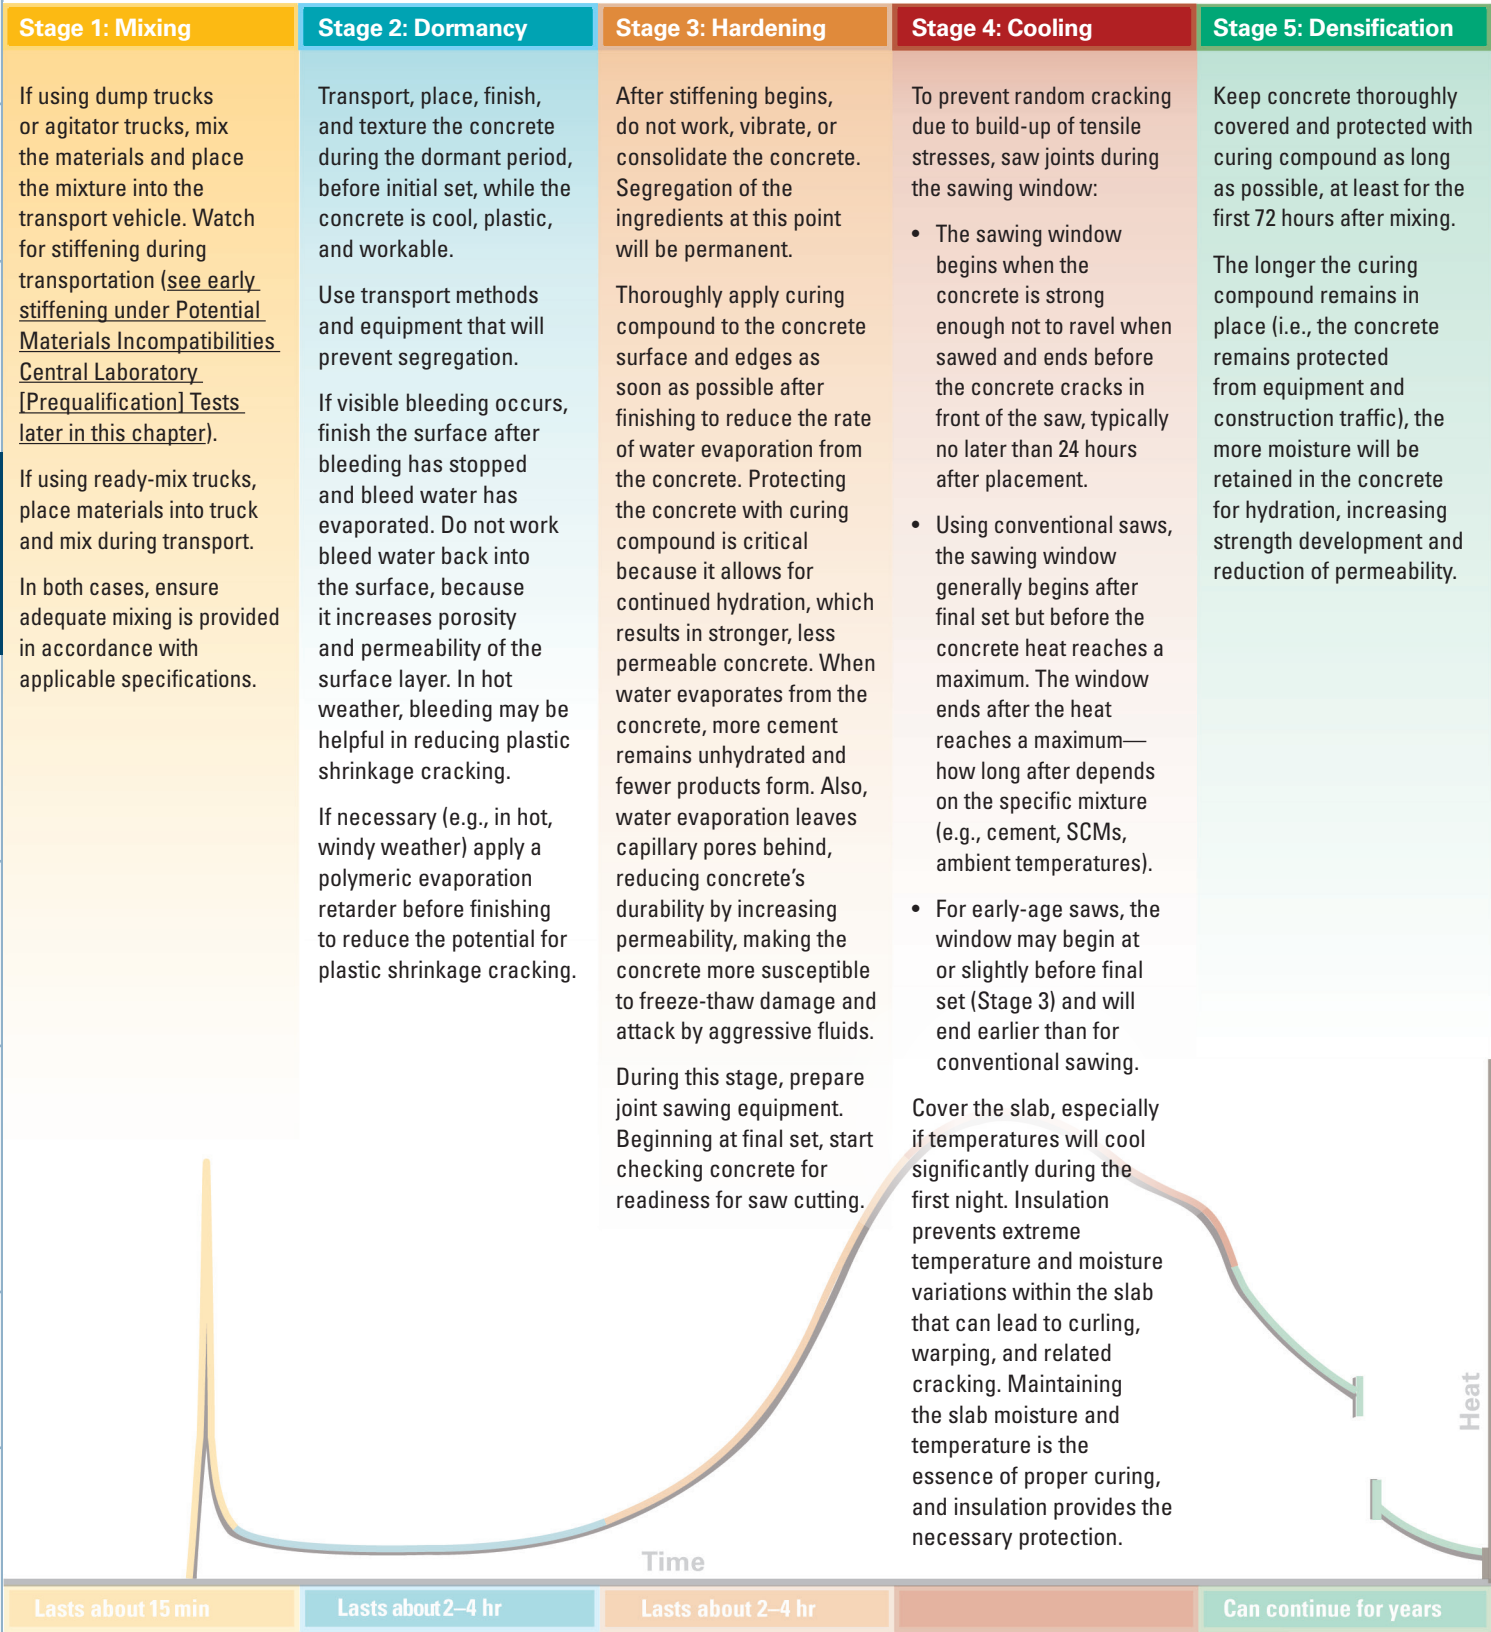 Stage 1: Mixing
If using dump trucks
or agitator trucks, mix
the materials and place
the mixture into the
transport vehicle. Watch
for stiffening during
transportation (see early
stiffening under Potential
Materials Incompatibilities
Central Laboratory
[Prequalification] Tests
later in this chapter).
If using ready-mix trucks,
place materials into truck
and mix during transport.
In both cases, ensure
adequate mixing is provided
in accordance with
applicable specifications.
Stage 2: Dormancy
Transport, place, finish,
and texture the concrete
during the dormant period,
before initial set, while the
concrete is cool, plastic,
and workable.
Use transport methods
and equipment that will
prevent segregation.
If visible bleeding occurs,
finish the surface after
bleeding has stopped
and bleed water has
evaporated. Do not work
bleed water back into
the surface, because
it increases porosity
and permeability of the
surface layer. In hot
weather, bleeding may be
helpful in reducing plastic
shrinkage cracking.
If necessary (e.g., in hot,
windy weather) apply a
polymeric evaporation
retarder before finishing
to reduce the potential for
plastic shrinkage cracking.
Stage 3: Hardening
After stiffening begins,
do not work, vibrate, or
consolidate the concrete.
Segregation of the
ingredients at this point
will be permanent.
Thoroughly apply curing
compound to the concrete
surface and edges as
soon as possible after
finishing to reduce the rate
of water evaporation from
the concrete. Protecting
the concrete with curing
compound is critical
because it allows for
continued hydration, which
results in stronger, less
permeable concrete. When
water evaporates from the
concrete, more cement
remains unhydrated and
fewer products form. Also,
water evaporation leaves
capillary pores behind,
reducing concrete's
durability by increasing
permeability, making the
concrete more susceptible
to freeze-thaw damage and
attack by aggressive fluids.
During this stage, prepare
joint sawing equipment.
Beginning at final set, start
checking concrete for
readiness for saw cutting.
Stage 4: Cooling
To prevent random cracking
due to build-up of tensile
stresses, saw joints during
the sawing window:
• The sawing window
begins when the
concrete is strong
enough not to ravel when
sawed and ends before
the concrete cracks in
front of the saw, typically
no later than 24 hours
after placement.
• Using conventional saws,
the sawing window
generally begins after
final set but before the
concrete heat reaches a
maximum. The window
ends after the heat
reaches a maximum—
how long after depends
on the specific mixture
(e.g., cement, SCMs,
ambient temperatures).
• For early-age saws, the
window may begin at
or slightly before final
set (Stage 3) and will
end earlier than for
conventional sawing.
Cover the slab, especially
if temperatures will cool
significantly during the
first night. Insulation
prevents extreme
temperature and moisture
variations within the slab
that can lead to curling,
warping, and related
cracking. Maintaining
the slab moisture and
temperature is the
essence of proper curing,
and insulation provides the
necessary protection.
Stage 5: Densification
Keep concrete thoroughly
covered and protected with
curing compound as long
as possible, at least for the
first 72 hours after mixing.
The longer the curing
compound remains in
place (i.e., the concrete
remains protected
from equipment and
construction traffic), the
more moisture will be
retained in the concrete
for hydration, increasing
strength development and
reduction of permeability.
Heat
Time
Lasts about 15 min
Lasts about 2–4 hr
Lasts about 2–4 hr
Can continue for years